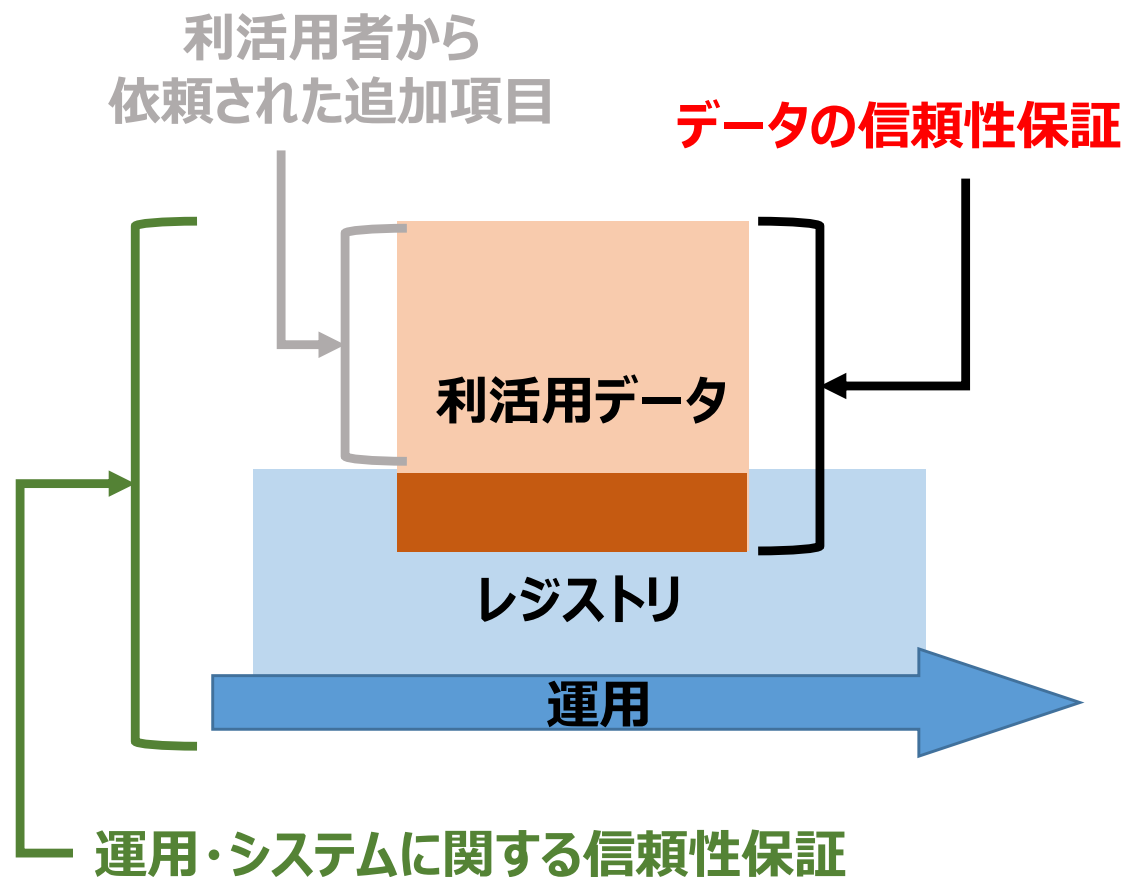 利活用者から
依頼された追加項目
データの信頼性保証
利活用データ
レジストリ
運用
運用・システムに関する信頼性保証